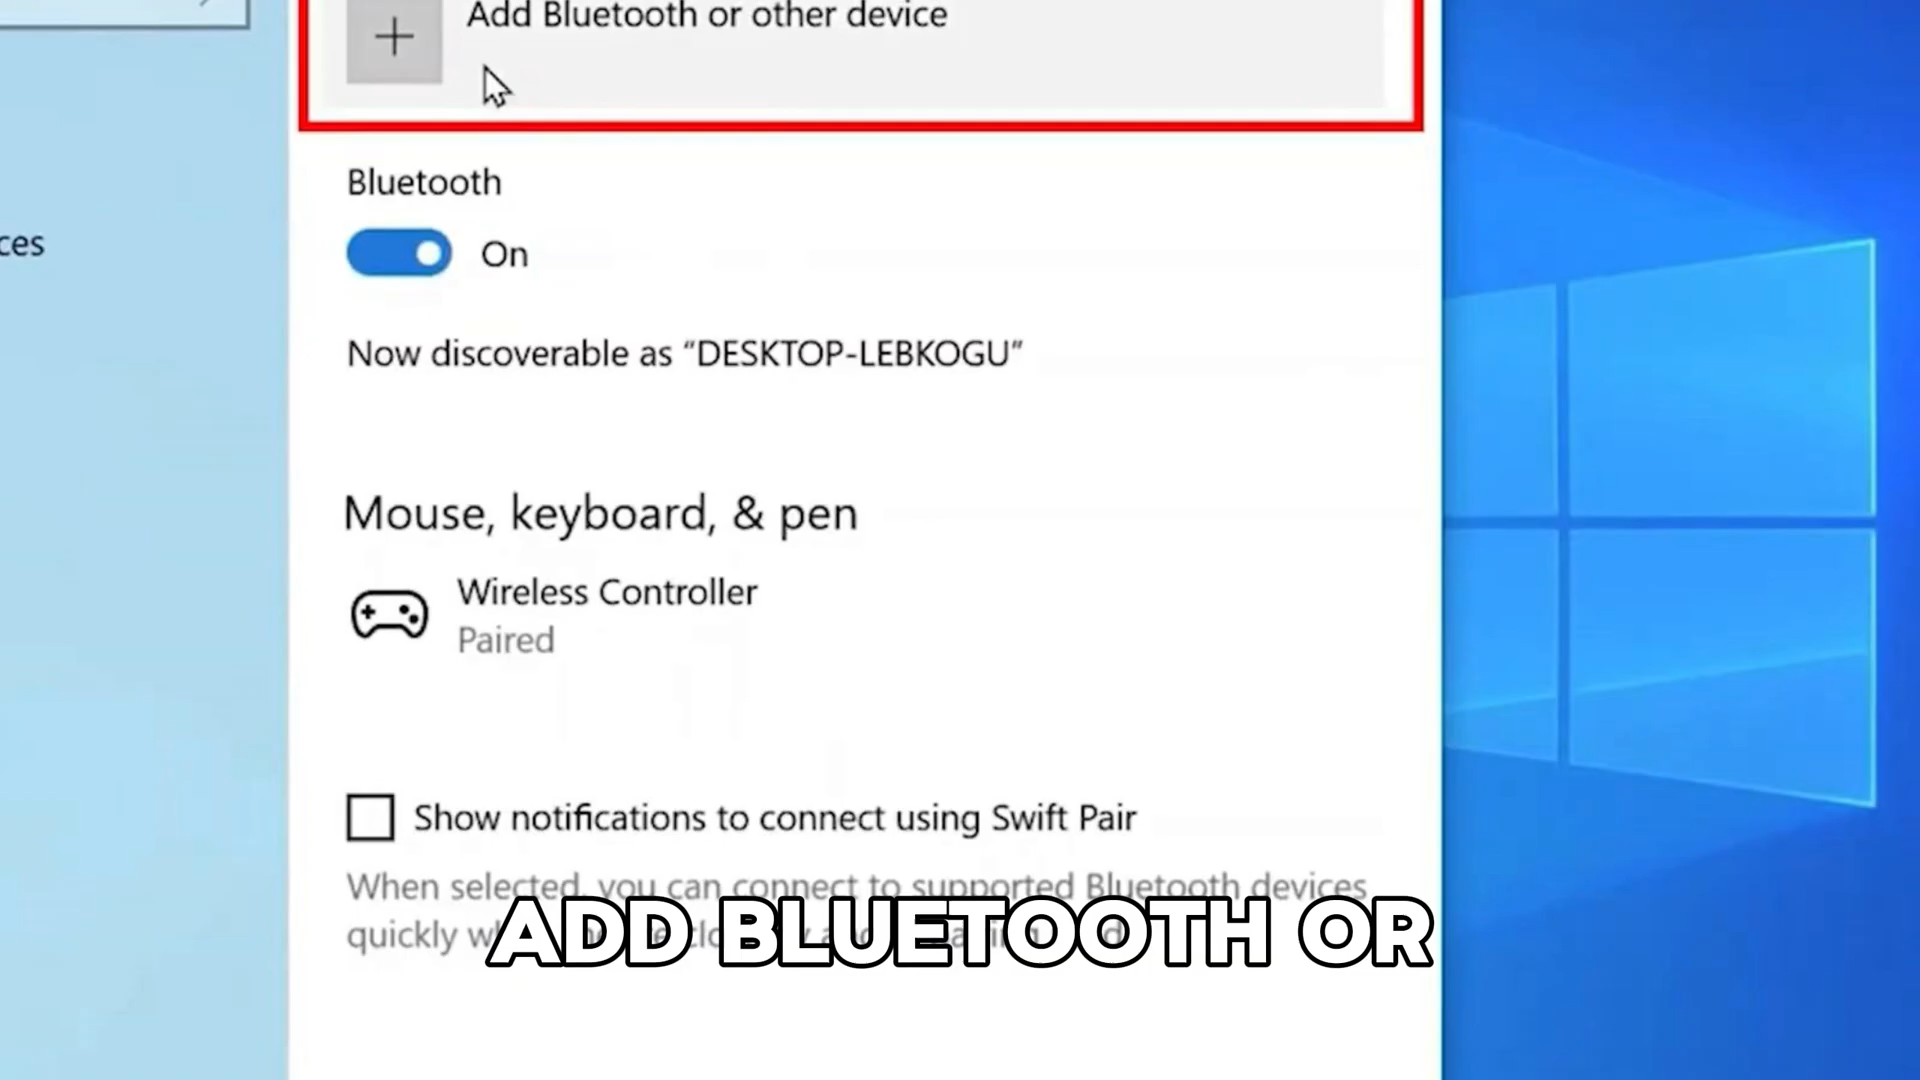 Add Bluetooth or other device
Bluetooth
ces
On
Now discoverable as “DESKTOP-LEBKOGU”
Mouse, keyboard, & pen
Wireless Controller
Paired
Show notifications to connect using Swift Pair
When selected, you can connect to supported Bluetooth devices
quickly
ADD BLUETOOTH OR